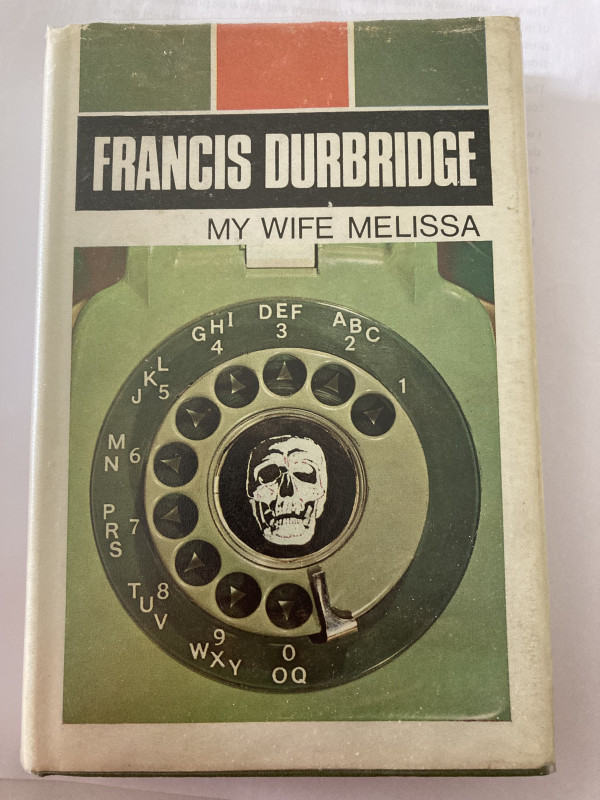 FRANCIS DURBRIDGE
MY WIFE MELISSA
ABC
DEF
GHI
JKL
MN
PRS
TUV
WXY
OQ
1
2
3
4
5
6
7
8
9
0